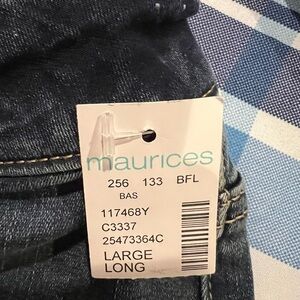 maurices
256 133 BFL
BAS
117468Y
C3337
25473364C
LARGE
LONG